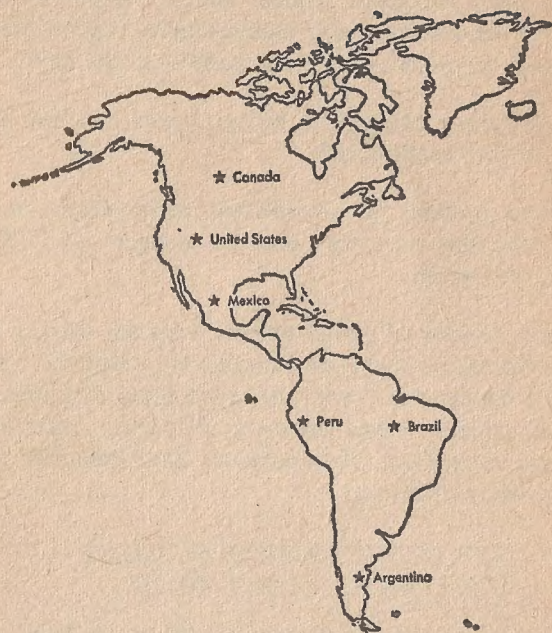 ★ Canada
★ United States
★ Mexico
★ Peru
★ Brazil
★ Argentina